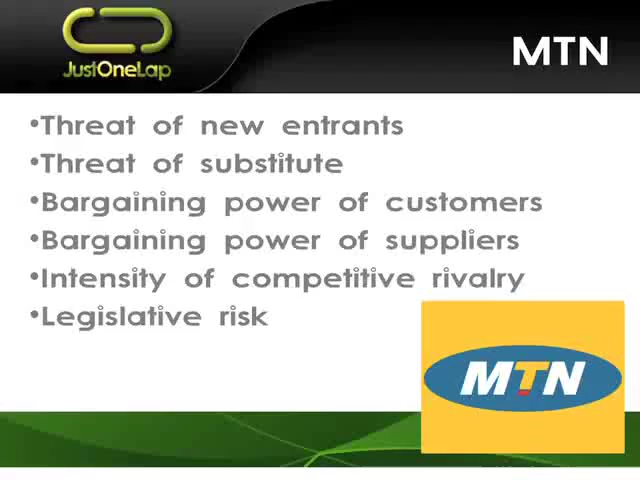 JustOneLap
MTN
•Threat of new entrants
•Threat of substitute
•Bargaining power of customers
•Bargaining power of suppliers
•Intensity of competitive rivalry
•Legislative risk
MTN